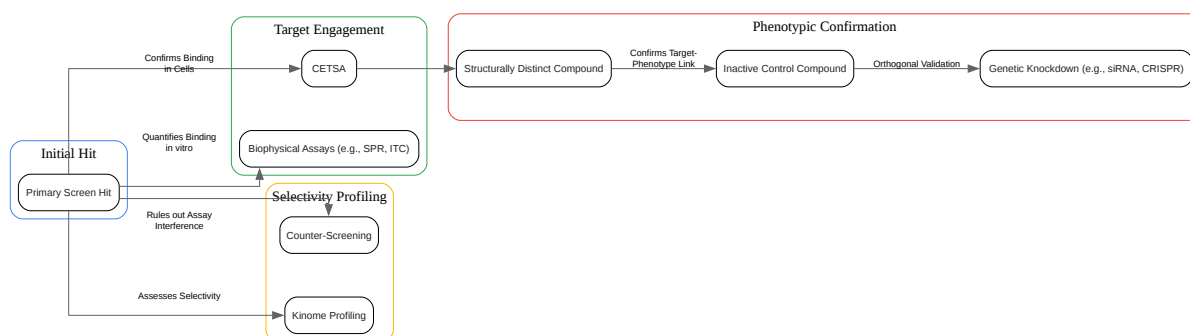 Target Engagement
Phenotypic Confirmation
Confirms Binding
in Cells
CETSA
Structurally Distinct Compound
Confirms Target-
Phenotype Link
Inactive Control Compound
Orthogonal Validation
Genetic Knockdown (e.g., siRNA, CRISPR)
Quantifies Binding
in vitro
Biophysical Assays (e.g., SPR, ITC)
Initial Hit
Primary Screen Hit
Selectivity Profiling
Rules out Assay
Interference
Counter-Screening
Assesses Selectivity
Kinome Profiling